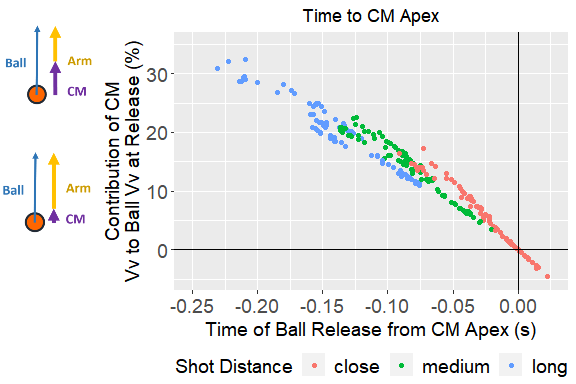 Time to CM Apex
Ball
Arm
CM
Ball
Arm
CM
Contribution of CM
Vv to Ball Vv at Release (%)
30
20
10
0
-0.25 -0.20 -0.15 -0.10 -0.05 0.00
Time of Ball Release from CM Apex (s)
Shot Distance close medium long